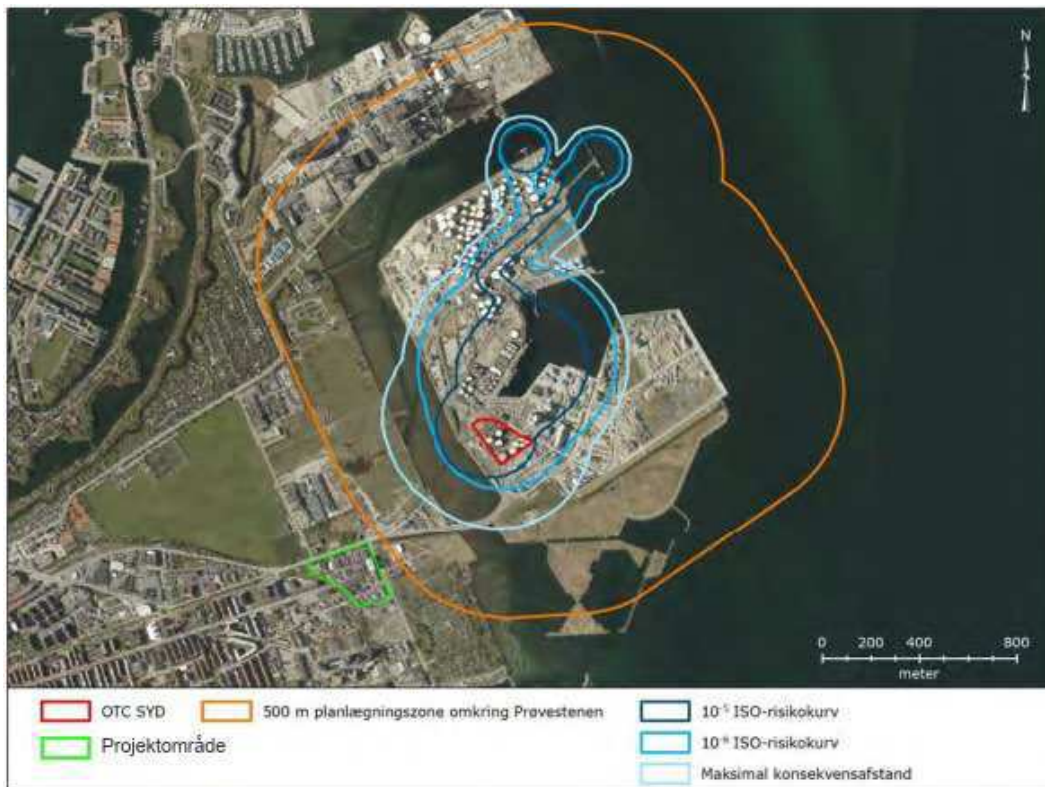 N
0 200 400 800
meter
OTC SYD
500 m planlægningszone omkring Prøvestenen
10⁻⁵ ISO-risikokurv
Projektområde
10⁻⁶ ISO-risikokurv
Maksimal konsekvensafstand